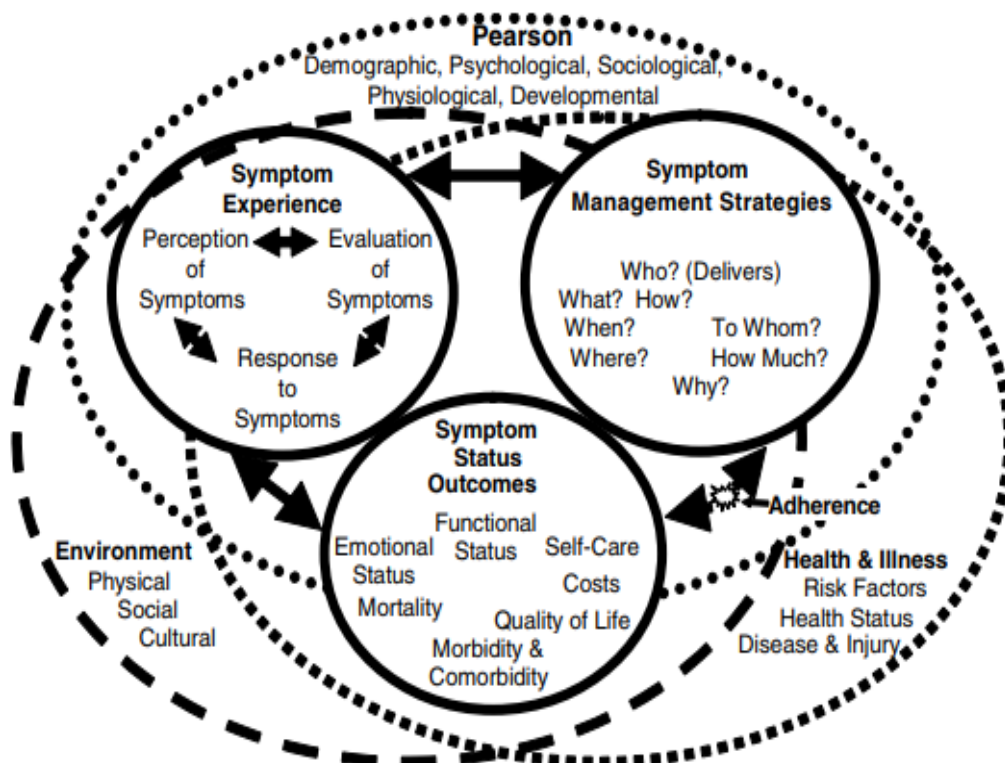 Pearson
Demographic, Psychological, Sociological,
Physiological, Developmental
Symptom
Experience
Perception
of
Symptoms
Evaluation
of
Symptoms
Response
to
Symptoms
Symptom
Management Strategies
Who? (Delivers)
What? How?
When? To Whom?
Where? How Much?
Why?
Symptom
Status
Outcomes
Functional
Status
Emotional
Status
Self-Care
Costs
Mortality
Quality of Life
Morbidity &
Comorbidity
Adherence
Environment
Physical
Social
Cultural
Health & Illness
Risk Factors
Health Status
Disease & Injury